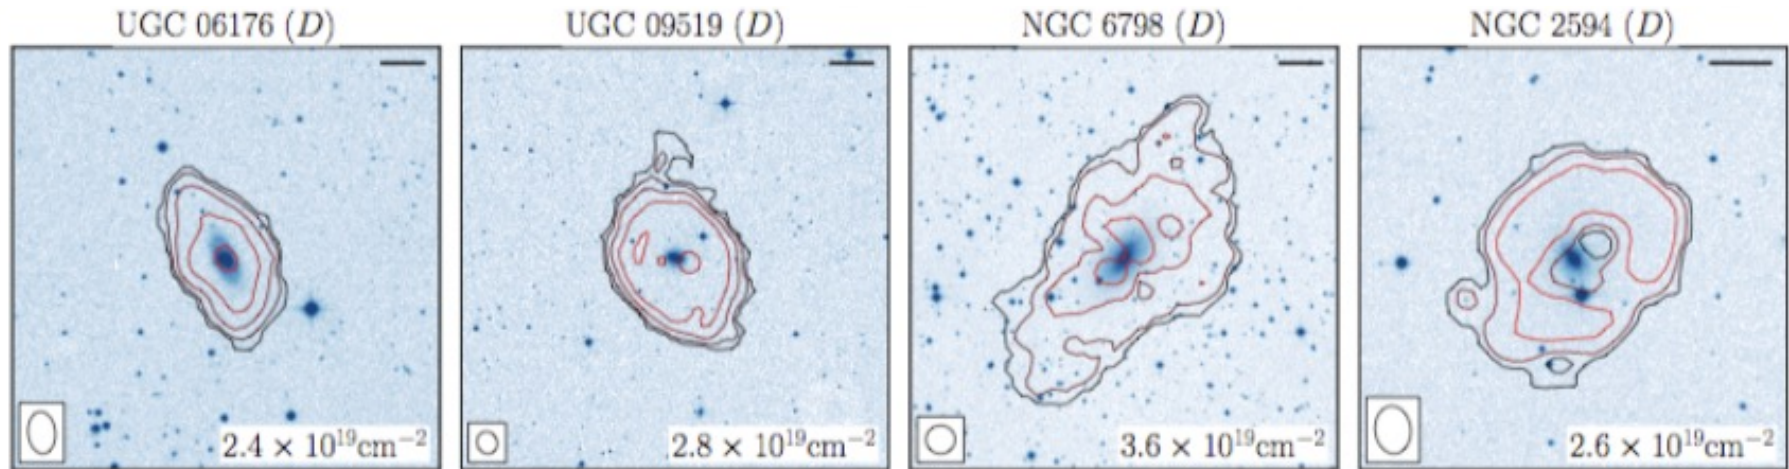 UGC 06176 (D)
UGC 09519 (D)
NGC 6798 (D)
NGC 2594 (D)
2.4 × 10¹⁹cm⁻²
2.8 × 10¹⁹cm⁻²
3.6 × 10¹⁹cm⁻²
2.6 × 10¹⁹cm⁻²